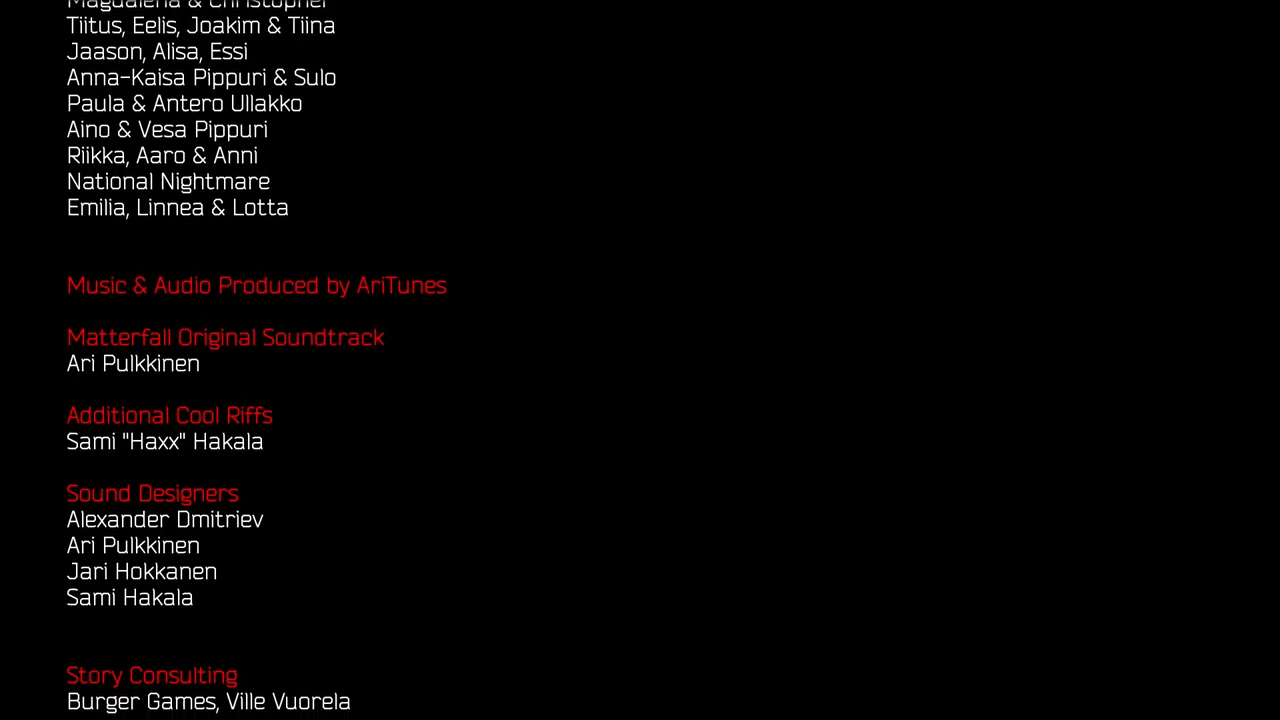 Magdalena & Christopher
Tiitus, Eelis, Joakim & Tiina
Jaason, Alisa, Essi
Anna-Kaisa Pippuri & Sulo
Paula & Antero Ullakko
Aino & Vesa Pippuri
Riikka, Aaro & Anni
National Nightmare
Emilia, Linnea & Lotta
Music & Audio Produced by AriTunes
Matterfall Original Soundtrack
Ari Pulkkinen
Additional Cool Riffs
Sami "Haxx" Hakala
Sound Designers
Alexander Dmitriev
Ari Pulkkinen
Jari Hokkanen
Sami Hakala
Story Consulting
Burger Games, Ville Vuorela